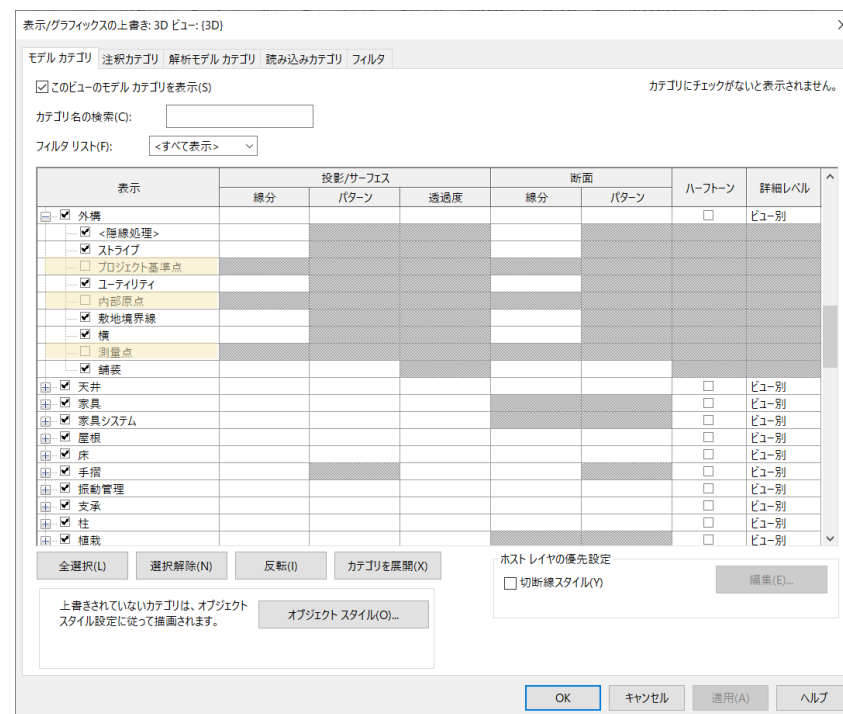 表示/グラフィックスの上書き: 3D ビュー: {3D}
モデル カテゴリ 注釈カテゴリ 解析モデル カテゴリ 読み込みカテゴリ フィルタ
このビューのモデル カテゴリを表示(S) カテゴリにチェックがないと表示されません。
カテゴリ名の検索(C):
フィルタ リスト(F): <すべて表示>
表示 投影/サーフェス 断面 ハーフトーン 詳細レベル
線分 パターン 透過度 線分 パターン
外構 ビュー別
<隠線処理>
ストライプ
プロジェクト基準点
ユーティリティ
内部原点
敷地境界線
横
測量点
舗装
天井 ビュー別
家具 ビュー別
家具システム ビュー別
屋根 ビュー別
床 ビュー別
手摺 ビュー別
振動管理 ビュー別
支承 ビュー別
柱 ビュー別
植栽 ビュー別
全選択(L) 選択解除(N) 反転(I) カテゴリを展開(X)
ホスト レイヤの優先設定
切断線スタイル(Y) 編集(E)...
上書きされていないカテゴリは、オブジェクト
スタイル設定に従って描画されます。
オブジェクト スタイル(O)...
OK キャンセル 適用(A) ヘルプ